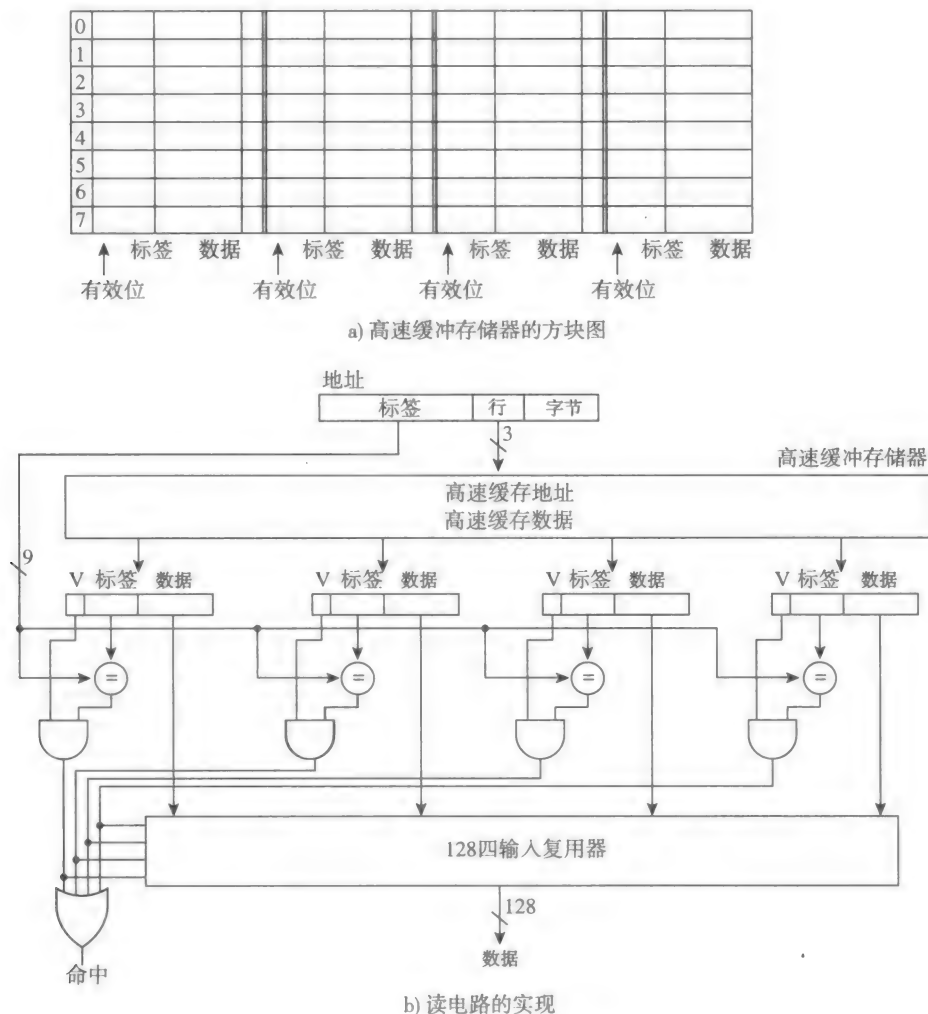 0
1
2
3
4
5
6
7
标签 数据 标签 数据 标签 数据 标签 数据
有效位 有效位 有效位 有效位
a) 高速缓冲存储器的方块图
地址
标签 行 字节
3
高速缓冲存储器
高速缓存地址
高速缓存数据
9
V 标签 数据 V 标签 数据 V 标签 数据 V 标签 数据
= = = =
128四输入复用器
128
命中
数据
b) 读电路的实现